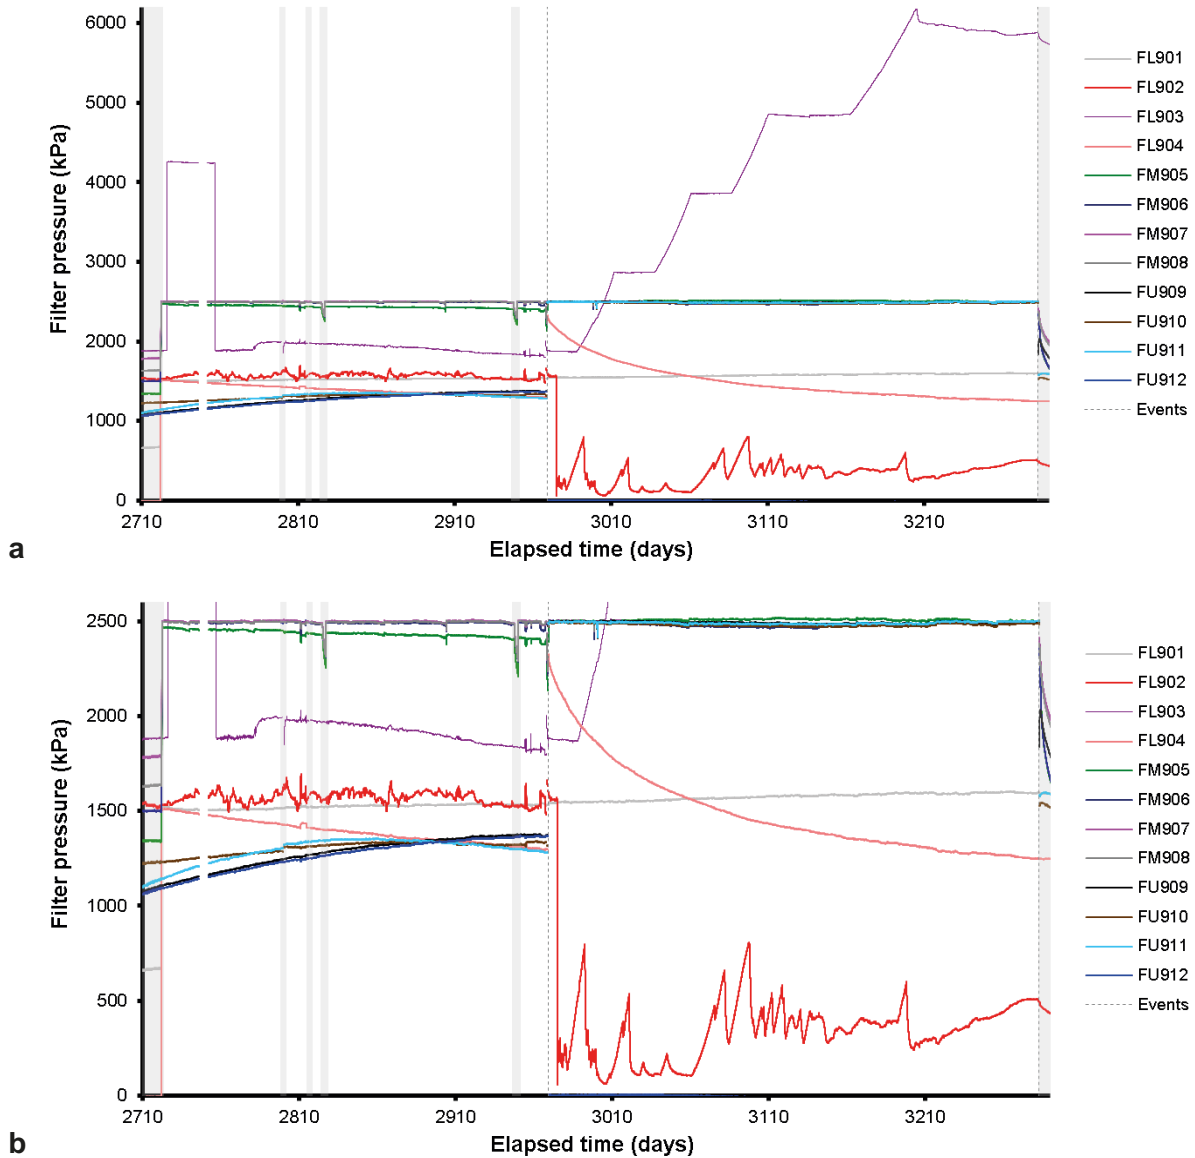 6000
5000
4000
3000
2000
1000
0
Filter pressure (kPa)
2710
2810
2910
3010
3110
3210
Elapsed time (days)
FL901
FL902
FL903
FL904
FM905
FM906
FM907
FM908
FU909
FU910
FU911
FU912
Events
a
2500
2000
1500
1000
500
0
Filter pressure (kPa)
2710
2810
2910
3010
3110
3210
Elapsed time (days)
FL901
FL902
FL903
FL904
FM905
FM906
FM907
FM908
FU909
FU910
FU911
FU912
Events
b